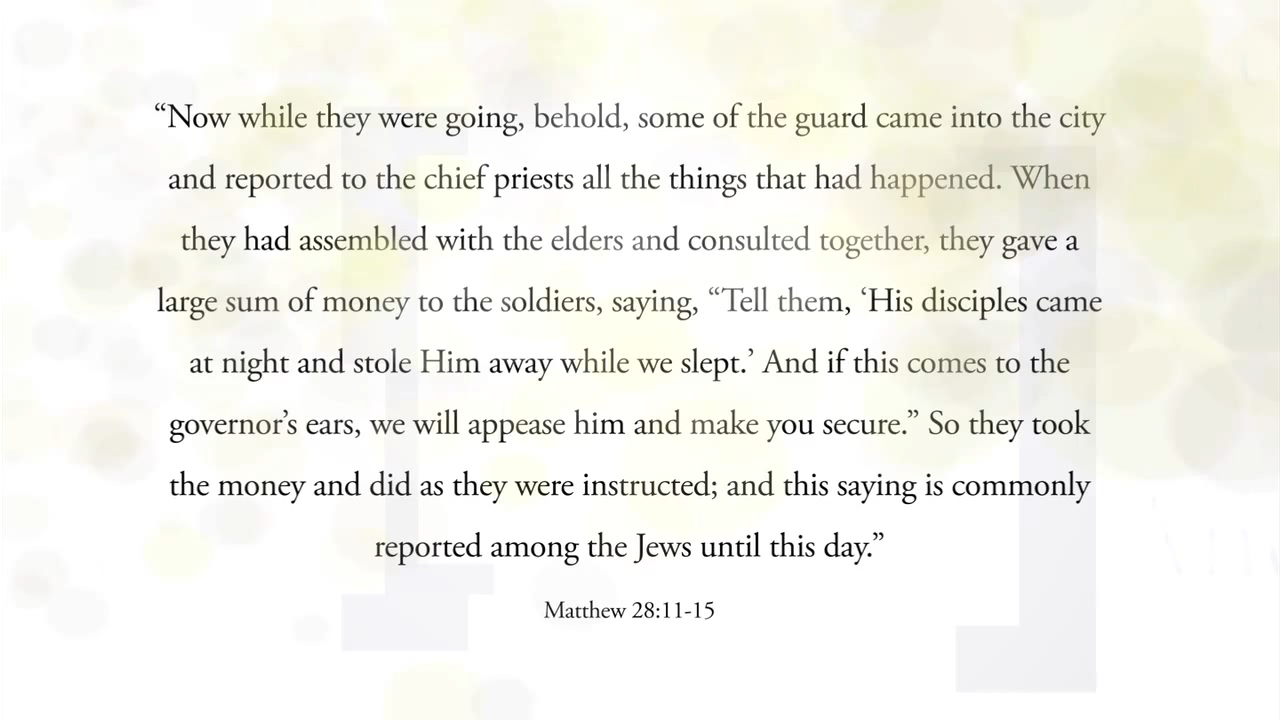 “Now while they were going, behold, some of the guard came into the city
and reported to the chief priests all the things that had happened. When
they had assembled with the elders and consulted together, they gave a
large sum of money to the soldiers, saying, “Tell them, ‘His disciples came
at night and stole Him away while we slept.’ And if this comes to the
governor’s ears, we will appease him and make you secure.” So they took
the money and did as they were instructed; and this saying is commonly
reported among the Jews until this day.”
Matthew 28:11-15